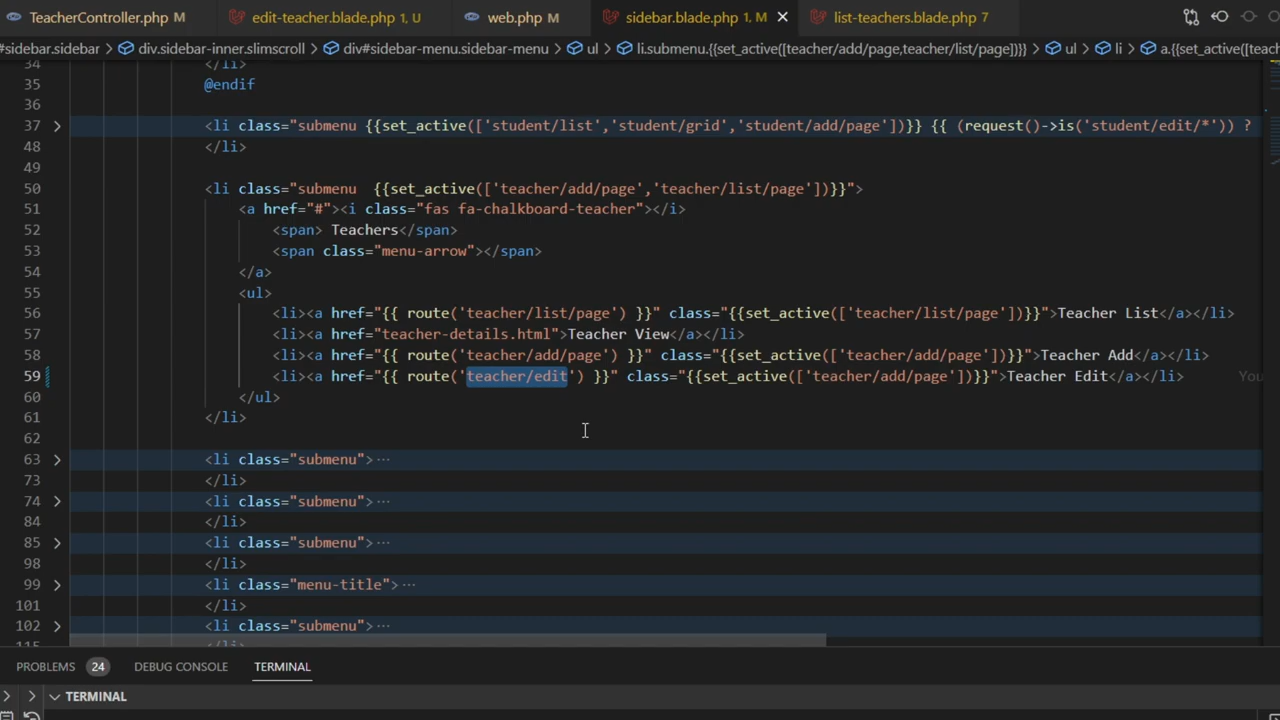 TeacherController.php M edit-teacher.blade.php 1, U web.php M sidebar.blade.php 1, M list-teachers.blade.php 7
#sidebar.sidebar > div.sidebar-inner.slimscroll > div#sidebar-menu.sidebar-menu > ul > li.submenu.{{set_active([teacher/add/page,teacher/list/page])}} > ul > li > a.{{set_active([teac
34 </li>
35 @endif
36
37 <li class="submenu {{set_active(['student/list','student/grid','student/add/page'])}} {{ (request()->is('student/edit/*')) ?
48 </li>
49
50 <li class="submenu  {{set_active(['teacher/add/page','teacher/list/page'])}}">
51 <a href="#"><i class="fas fa-chalkboard-teacher"></i>
52 <span> Teachers</span>
53 <span class="menu-arrow"></span>
54 </a>
55 <ul>
56 <li><a href="{{ route('teacher/list/page') }}" class="{{set_active(['teacher/list/page'])}}">Teacher List</a></li>
57 <li><a href="teacher-details.html">Teacher View</a></li>
58 <li><a href="{{ route('teacher/add/page') }}" class="{{set_active(['teacher/add/page'])}}">Teacher Add</a></li>
59 <li><a href="{{ route('teacher/edit') }}" class="{{set_active(['teacher/add/page'])}}">Teacher Edit</a></li> You
60 </ul>
61 </li>
62
63 <li class="submenu">···
73 </li>
74 <li class="submenu">···
84 </li>
85 <li class="submenu">···
98 </li>
99 <li class="menu-title">···
101 </li>
102 <li class="submenu">···
115
PROBLEMS 24 DEBUG CONSOLE TERMINAL
TERMINAL